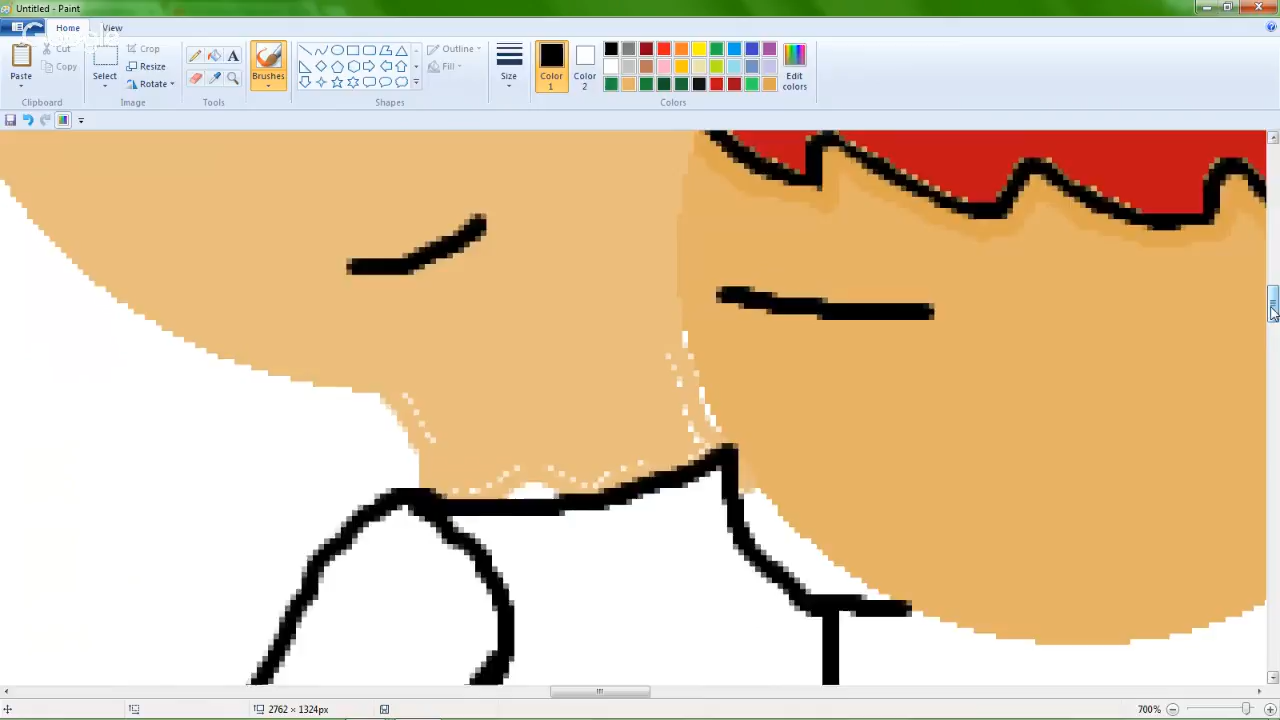 Untitled - Paint
Home View
Paste
Cut
Copy
Clipboard
Select
Crop
Resize
Rotate
Image
A
Tools
Brushes
Outline
Fill
Shapes
Size
Color 1
Color 2
Edit colors
Colors
2762 × 1324px
700%